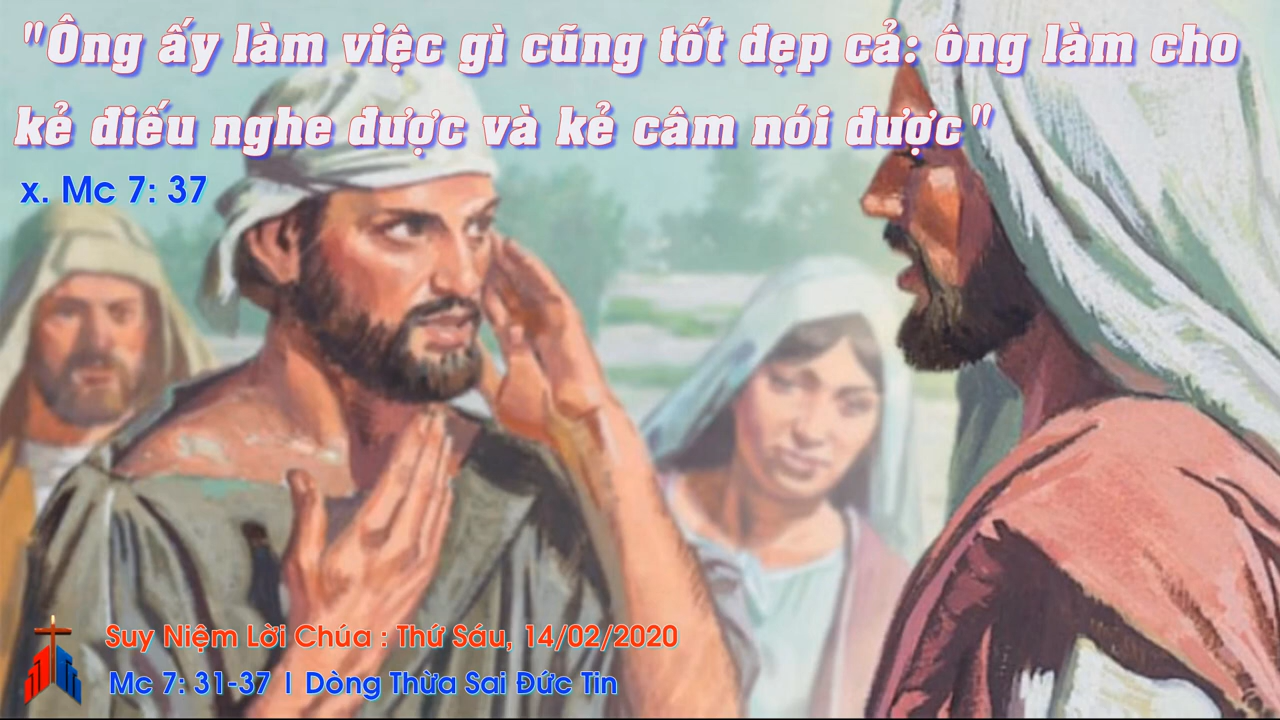 "Ông ấy làm việc gì cũng tốt đẹp cả: ông làm cho
kẻ điếu nghe được và kẻ câm nói được"
x. Mc 7: 37
Suy Niệm Lời Chúa : Thứ Sáu, 14/02/2020
Mc 7: 31-37 I Dòng Thừa Sai Đức Tin